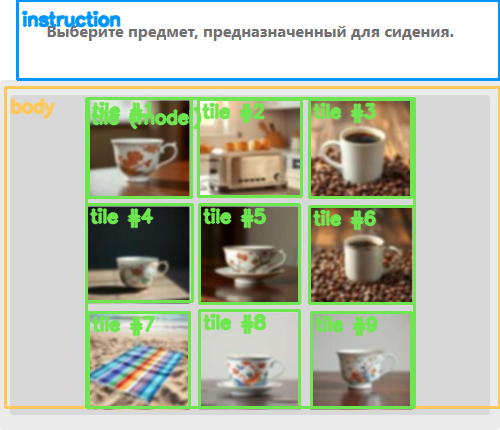 instruction
Выберите предмет, предназначенный для сидения.
body
tile #1
tile (model)
tile #2
tile #3
tile #4
tile #5
tile #6
tile #7
tile #8
tile #9